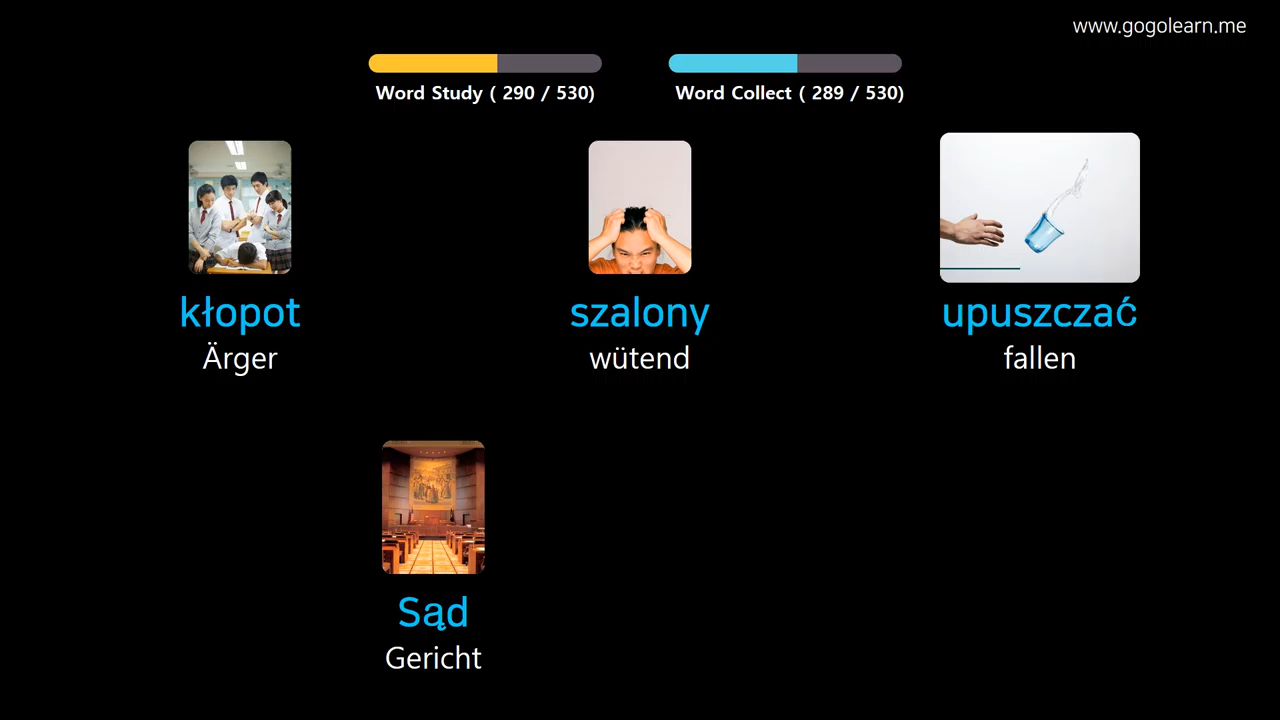 www.gogolearn.me
Word Study ( 290 / 530)
Word Collect ( 289 / 530)
kłopot
Ärger
szalony
wütend
upuszczać
fallen
Sąd
Gericht